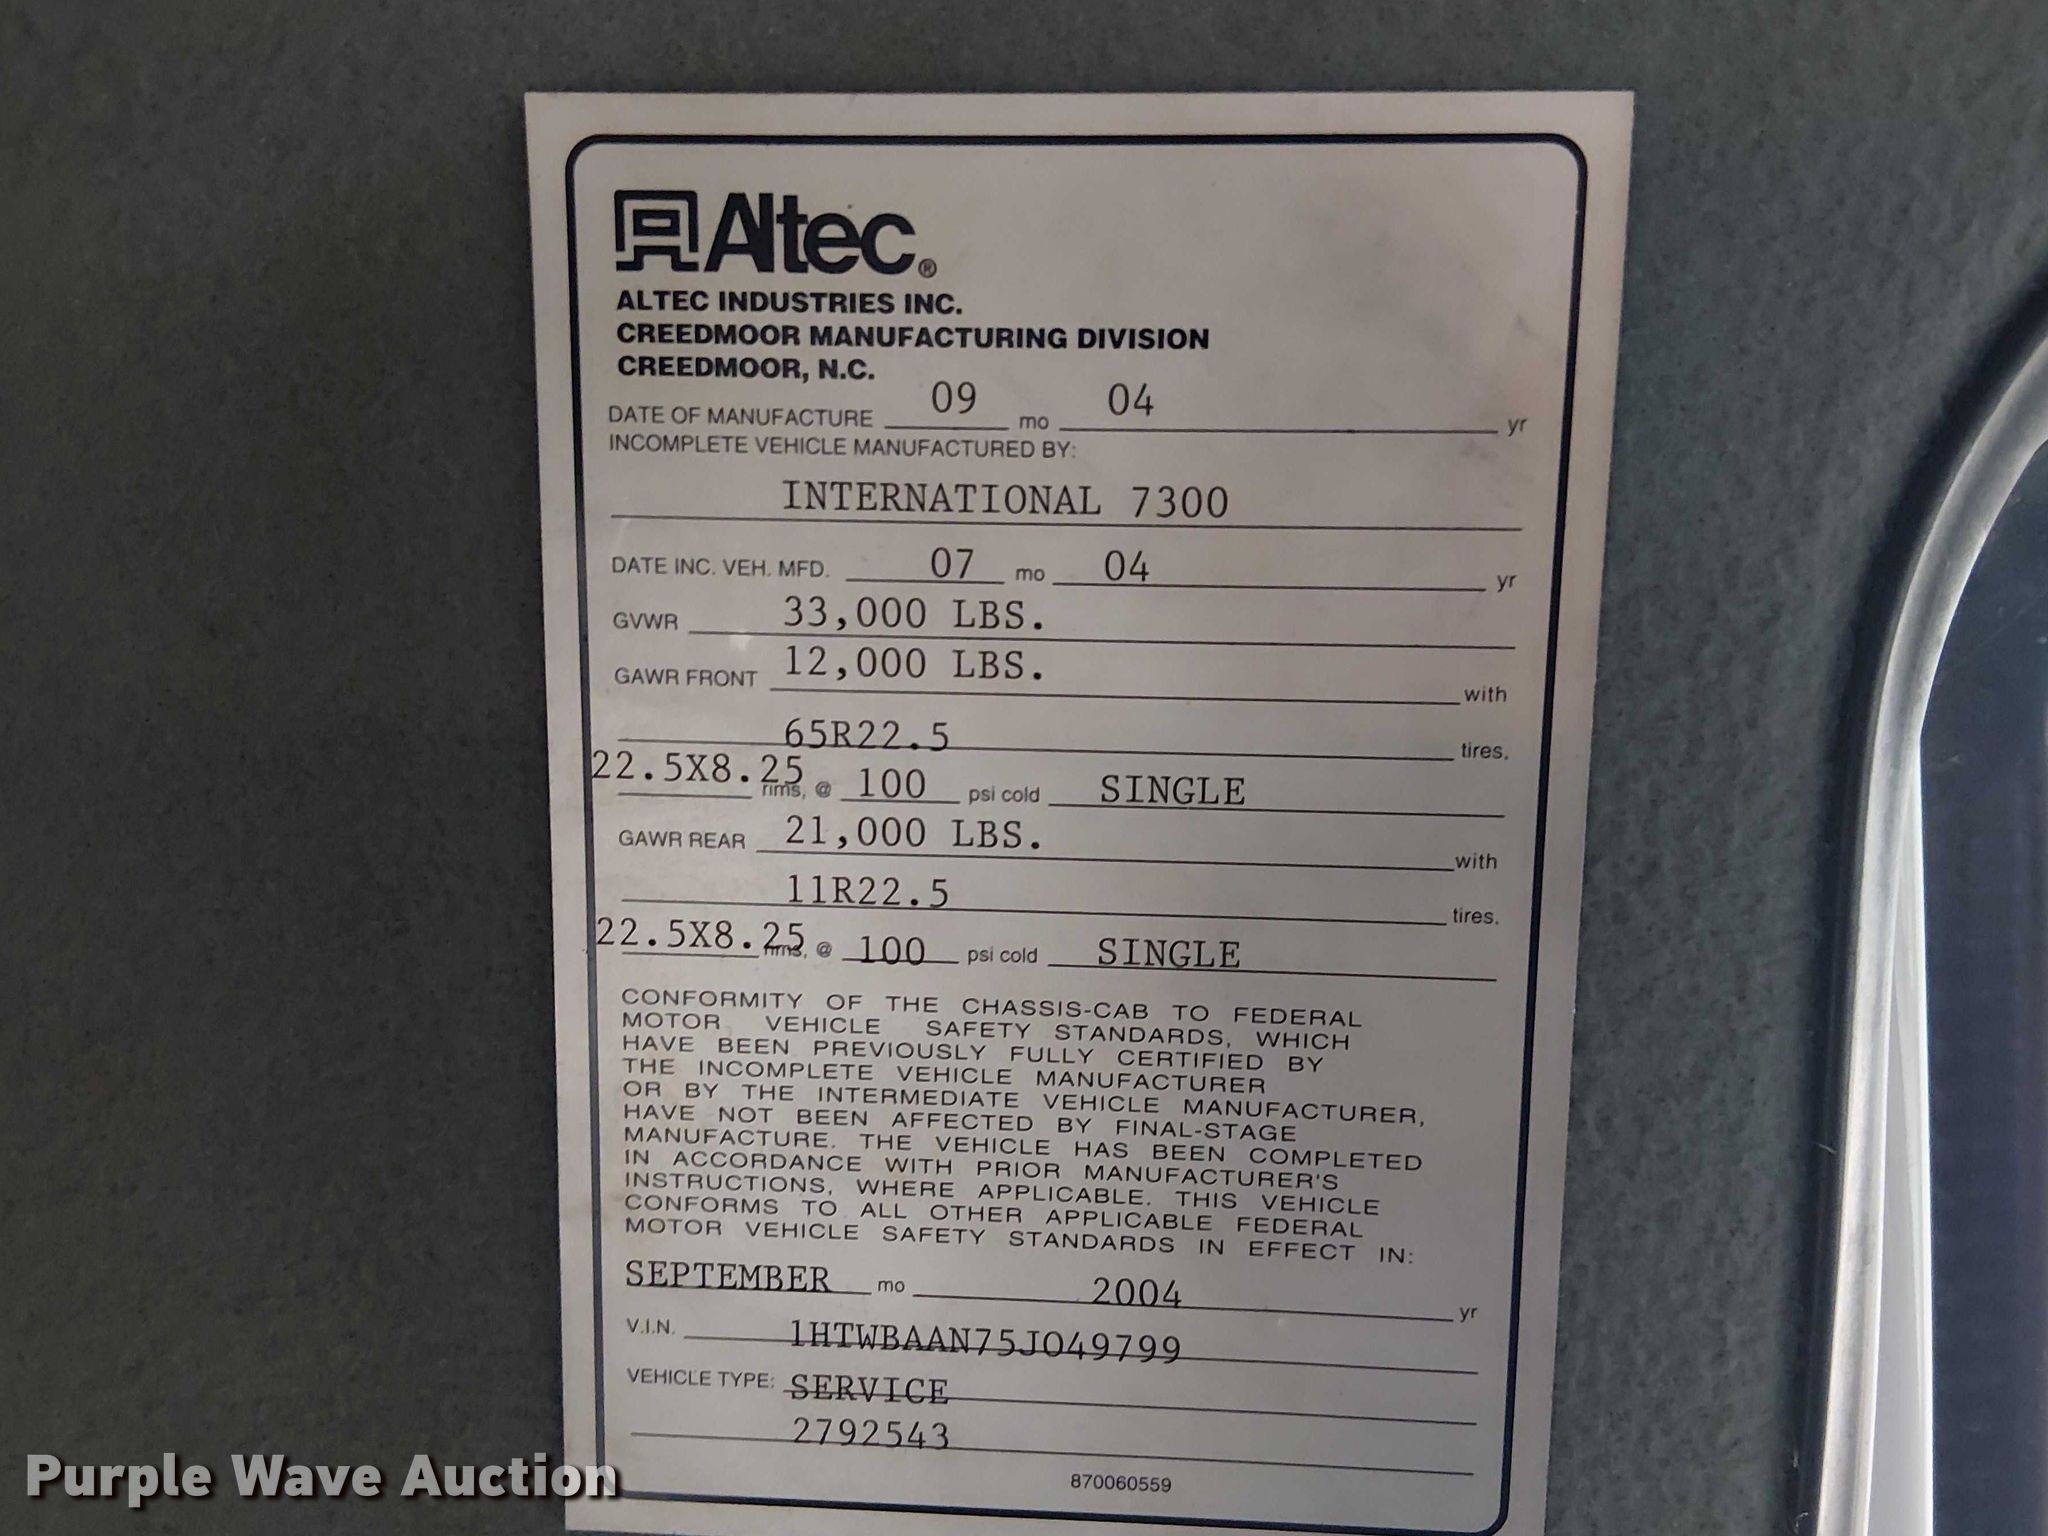 Altec®
ALTEC INDUSTRIES INC.
CREEDMOOR MANUFACTURING DIVISION
CREEDMOOR, N.C.
DATE OF MANUFACTURE 09 mo 04 yr
INCOMPLETE VEHICLE MANUFACTURED BY:
INTERNATIONAL 7300
DATE INC. VEH. MFD. 07 mo 04 yr
GVWR 33,000 LBS.
GAWR FRONT 12,000 LBS. with
65R22.5 tires,
22.5X8.25 rims, @ 100 psi cold SINGLE
GAWR REAR 21,000 LBS. with
11R22.5 tires.
22.5X8.25 rims, @ 100 psi cold SINGLE
CONFORMITY OF THE CHASSIS-CAB TO FEDERAL
MOTOR VEHICLE SAFETY STANDARDS, WHICH
HAVE BEEN PREVIOUSLY FULLY CERTIFIED BY
THE INCOMPLETE VEHICLE MANUFACTURER
OR BY THE INTERMEDIATE VEHICLE MANUFACTURER,
HAVE NOT BEEN AFFECTED BY FINAL-STAGE
MANUFACTURE. THE VEHICLE HAS BEEN COMPLETED
IN ACCORDANCE WITH PRIOR MANUFACTURER'S
INSTRUCTIONS, WHERE APPLICABLE. THIS VEHICLE
CONFORMS TO ALL OTHER APPLICABLE FEDERAL
MOTOR VEHICLE SAFETY STANDARDS IN EFFECT IN:
SEPTEMBER mo 2004 yr
V.I.N. 1HTWBAAN75J049799
VEHICLE TYPE: SERVICE
2792543
870060559
Purple Wave Auction